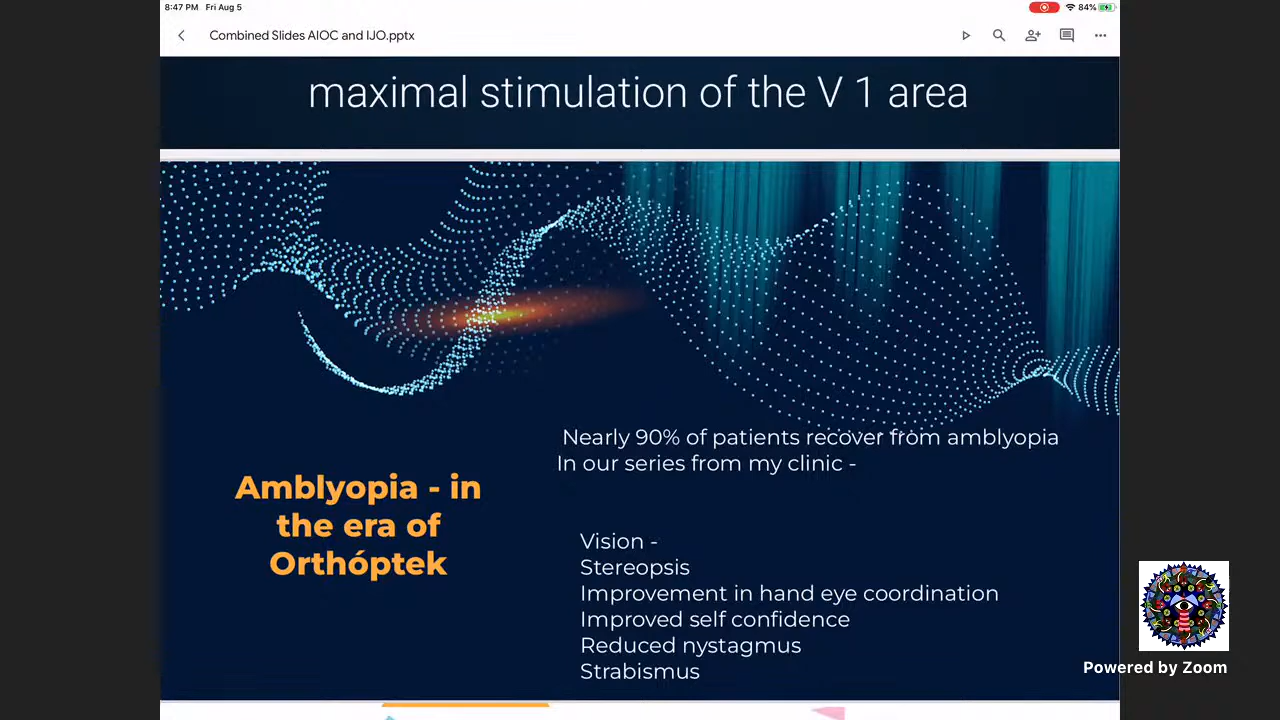 8:47 PM Fri Aug 5
84%
Combined Slides AIOC and IJO.pptx
maximal stimulation of the V 1 area
Nearly 90% of patients recover from amblyopia
In our series from my clinic -
Amblyopia - in
the era of
Orthóptek
Vision -
Stereopsis
Improvement in hand eye coordination
Improved self confidence
Reduced nystagmus
Strabismus
Powered by Zoom